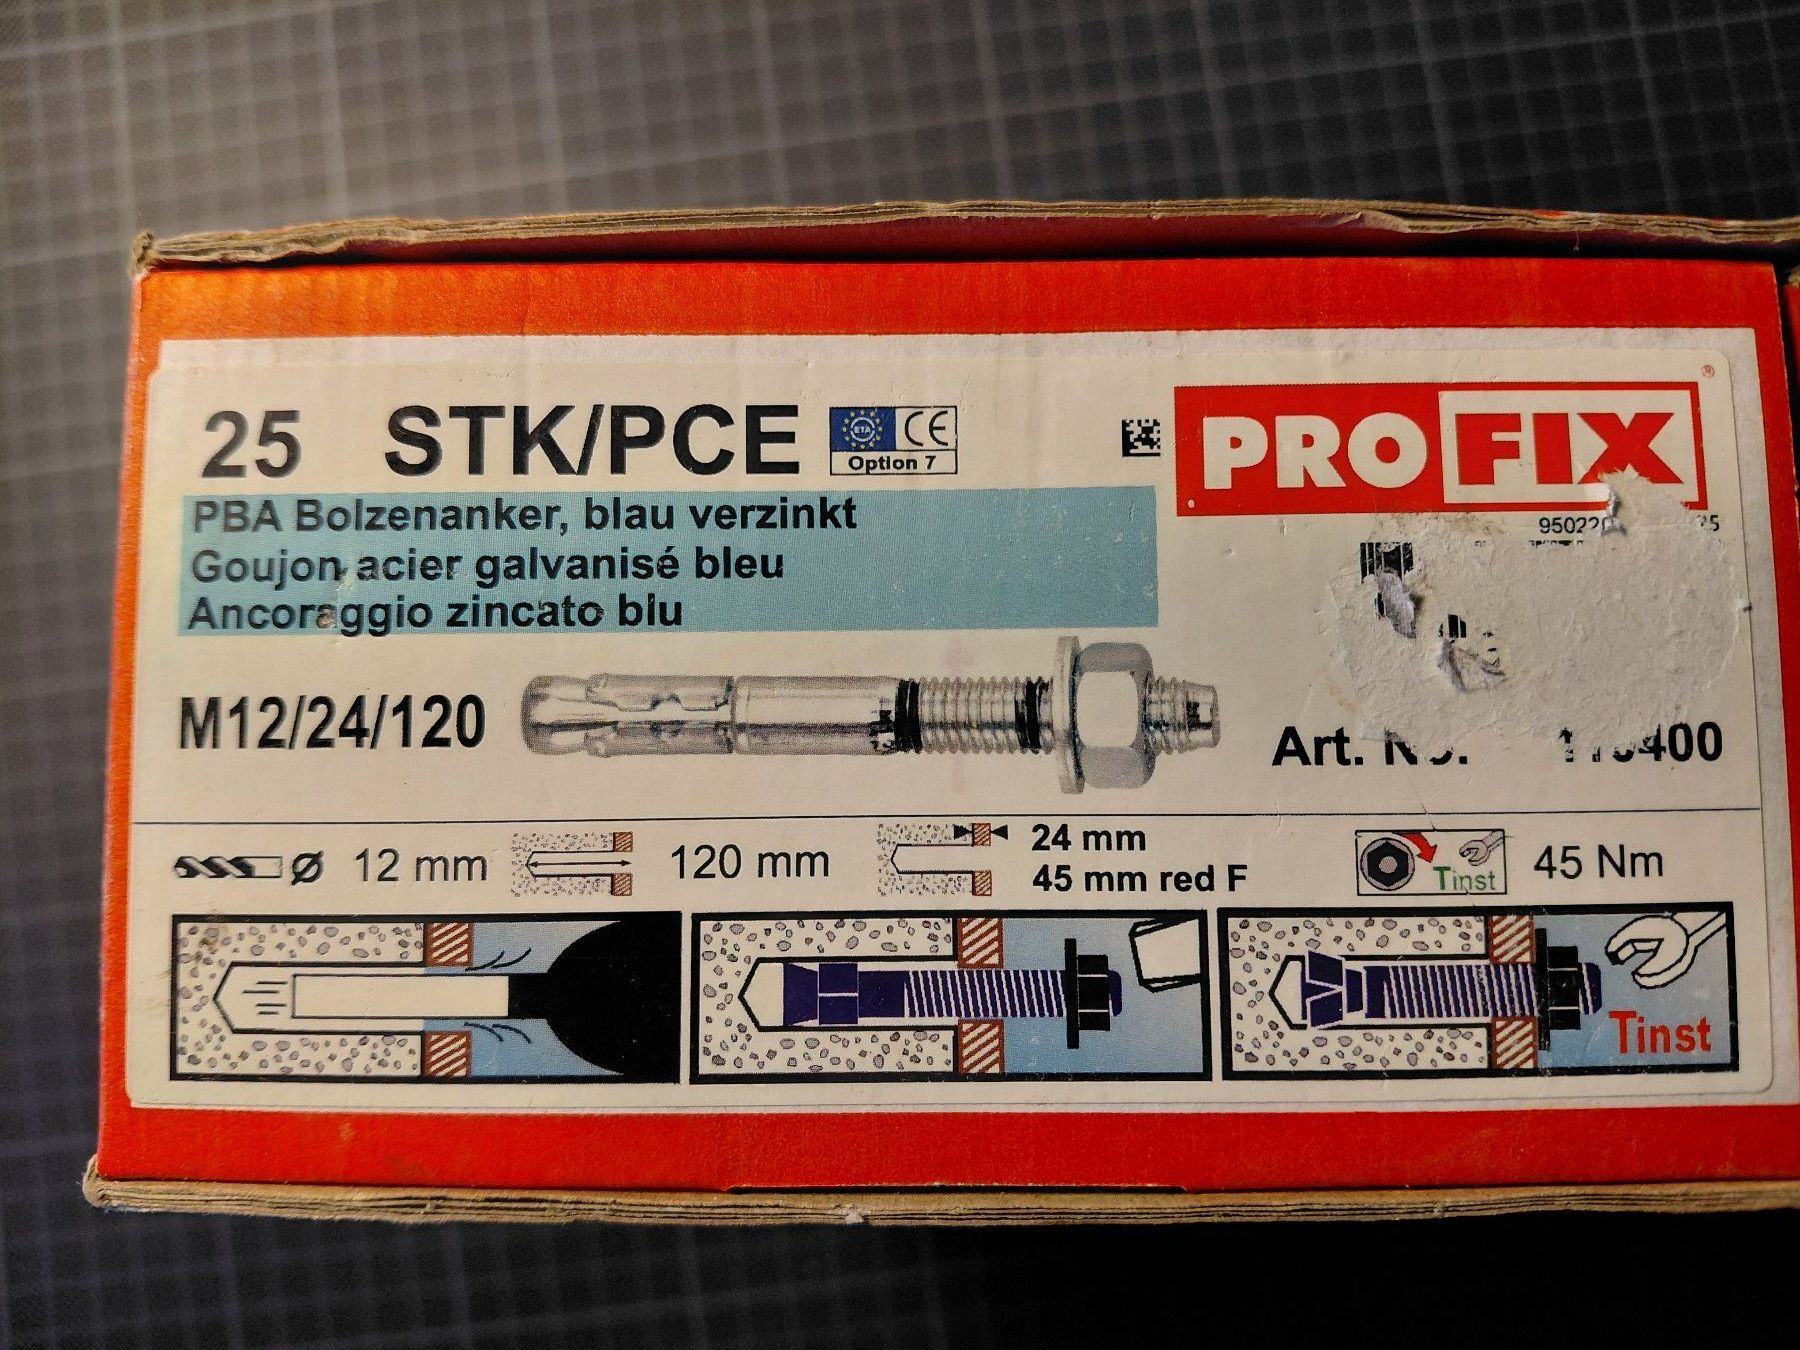 25 STK/PCE
ETA CE
Option 7
PRO FIX ®
PBA Bolzenanker, blau verzinkt
Goujon acier galvanisé bleu
Ancoraggio zincato blu
M12/24/120
Art.
12 mm
120 mm
24 mm
45 mm red F
Tinst
45 Nm
Tinst